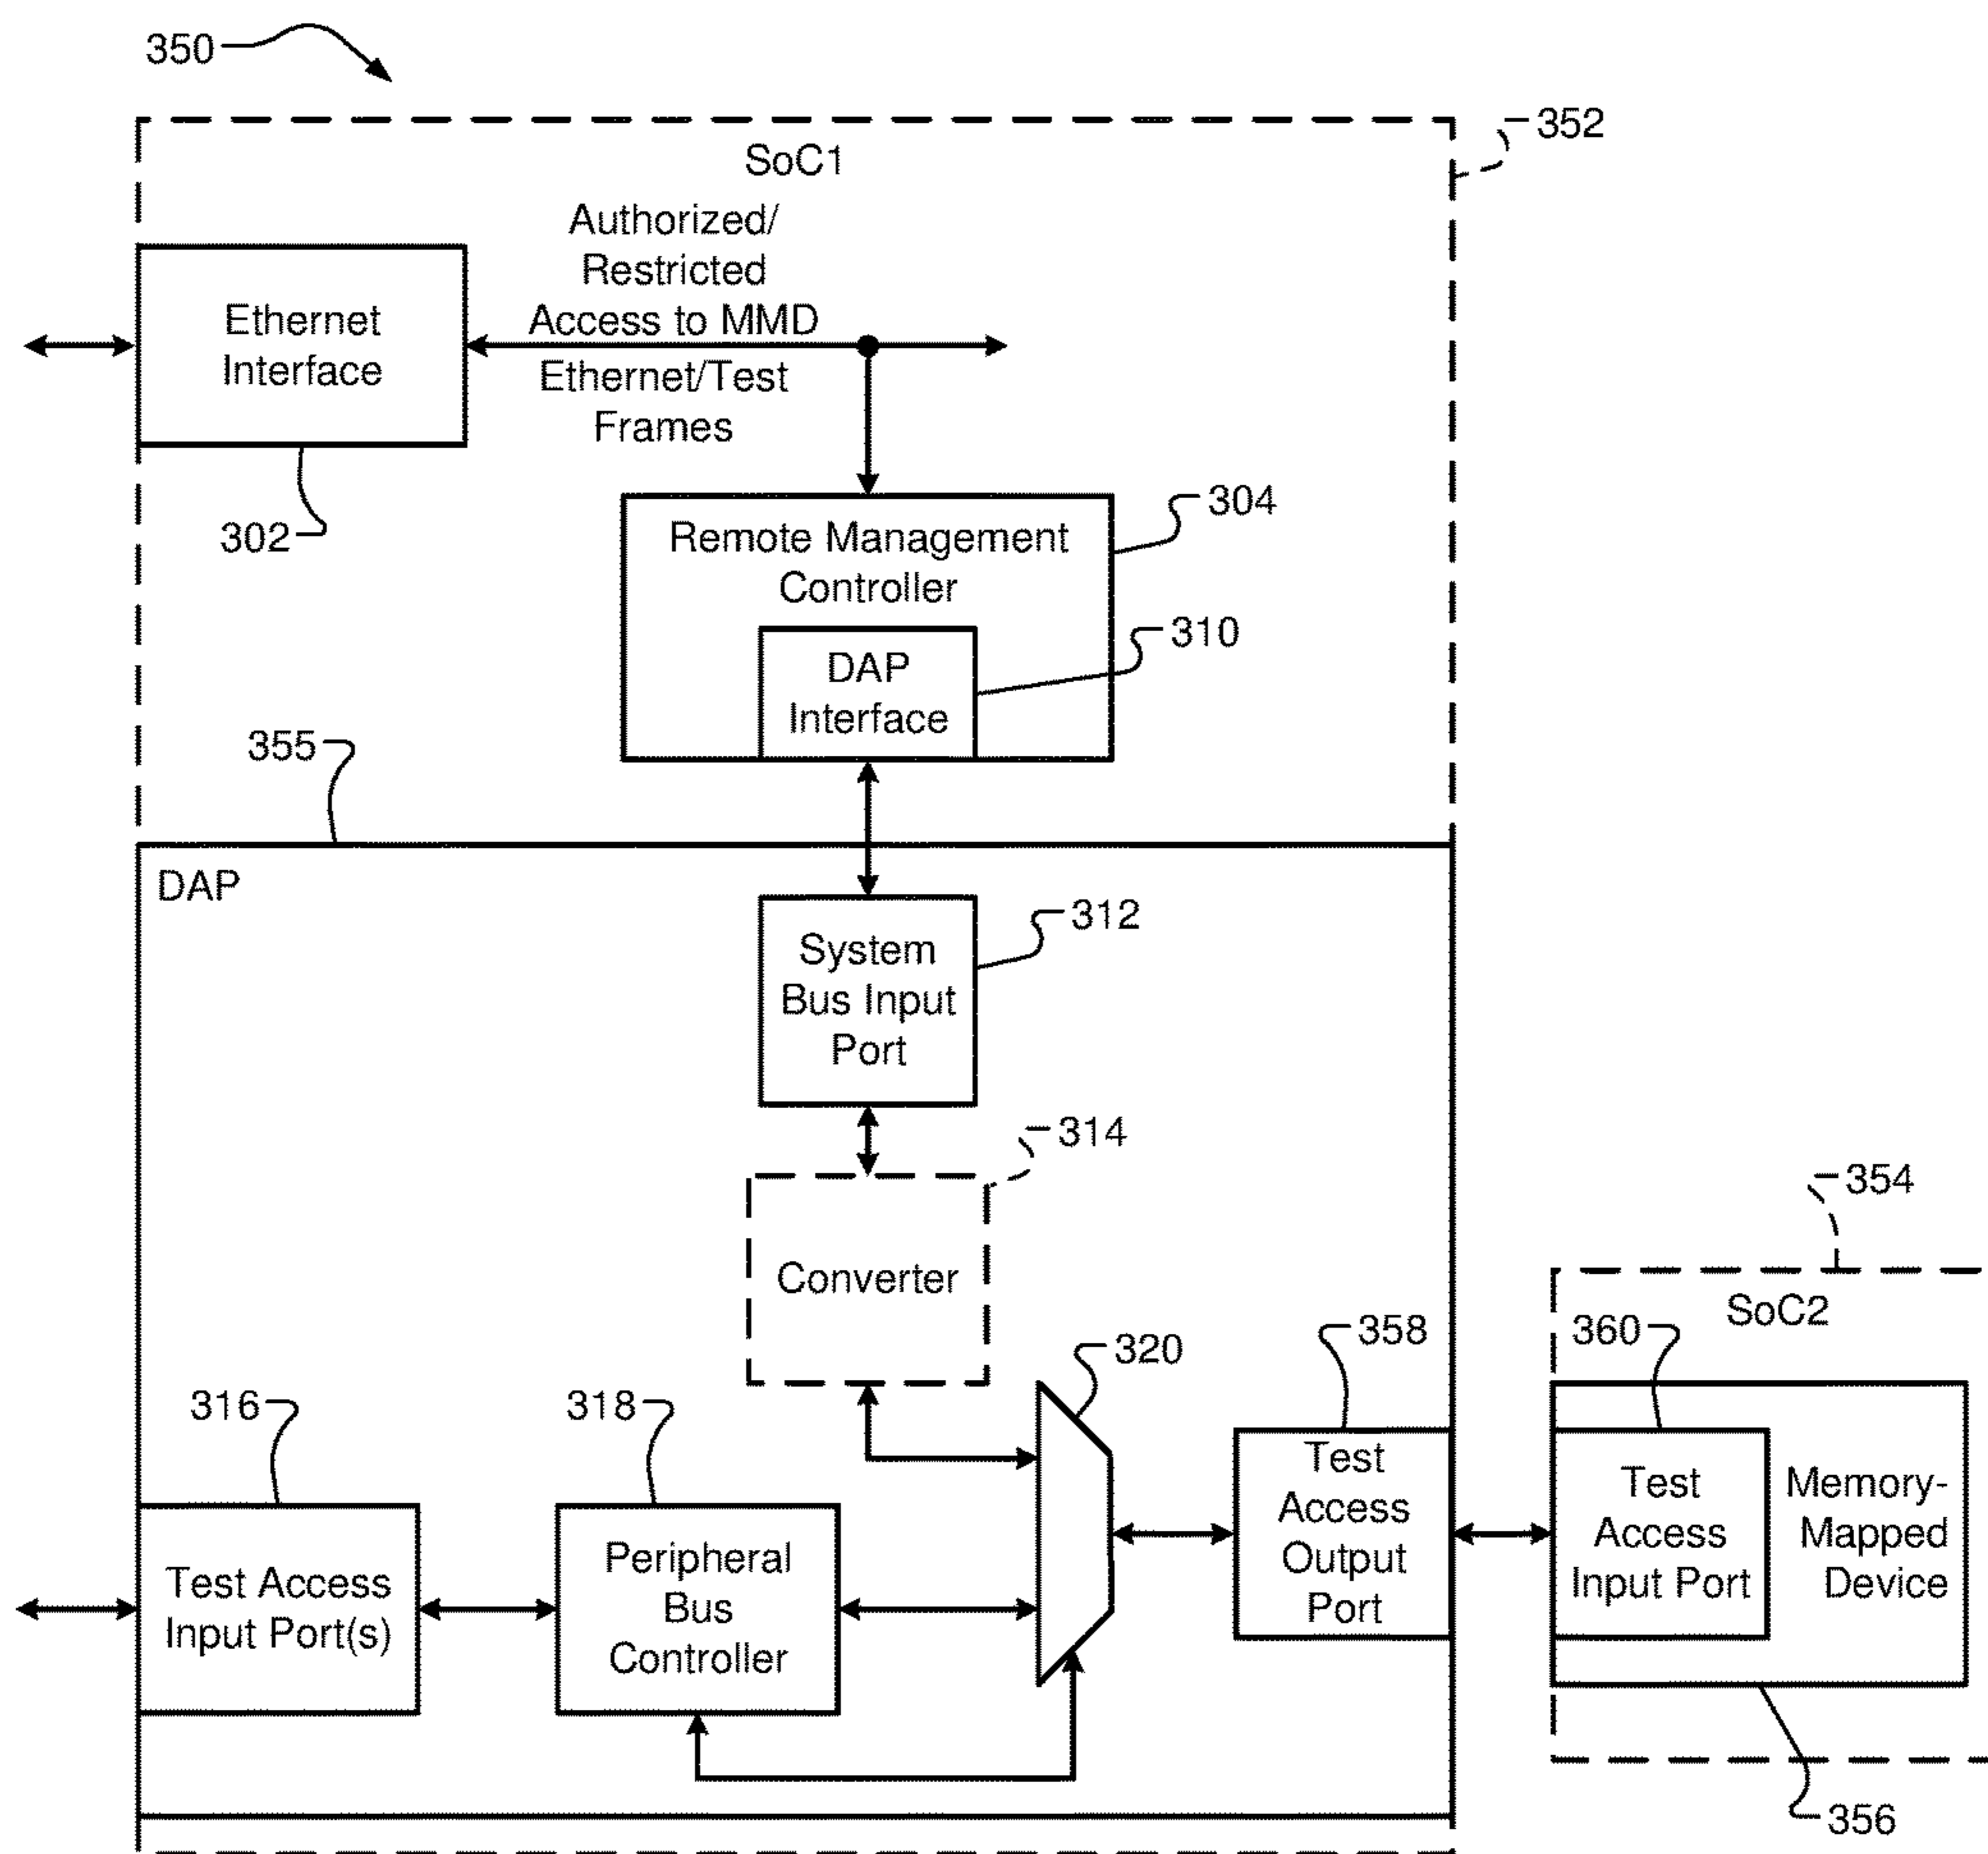 350
352
SoC1
Authorized/
Restricted
Access to MMD
Ethernet/Test
Frames
Ethernet
Interface
302
304
Remote Management
Controller
310
DAP
Interface
355
DAP
312
System
Bus Input
Port
314
Converter
354
SoC2
320
358
360
316
318
Test Access
Input Port(s)
Peripheral
Bus
Controller
Test
Access
Output
Port
Test
Access
Input Port
Memory-
Mapped
Device
356